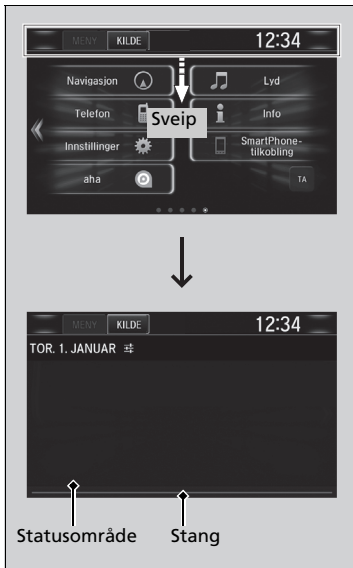 MENY KILDE 12:34
Navigasjon Lyd
Telefon Info
Sveip
Innstillinger SmartPhone-
tilkobling
aha TA
MENY KILDE 12:34
TOR. 1. JANUAR
Statusområde Stang